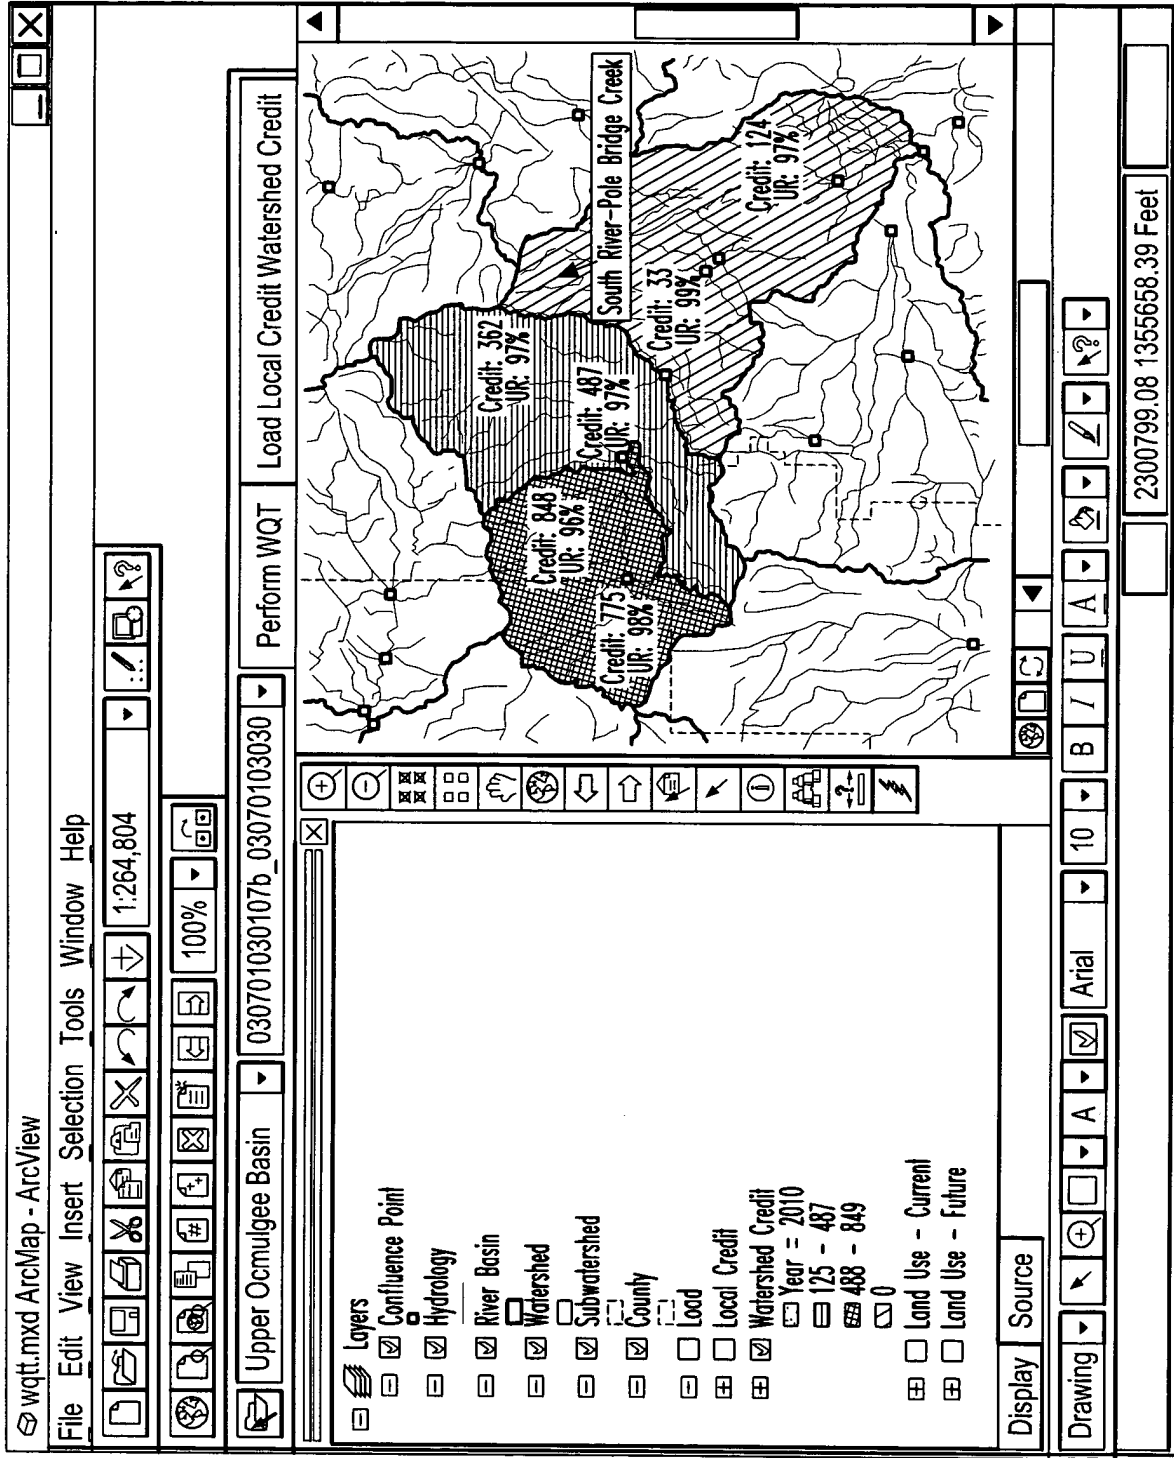 wqtt.mxd ArcMap - ArcView
File Edit View Insert Selection Tools Window Help
1:264,804
100%
Upper Ocmulgee Basin
030701030107b_03070103030
Perform WQT
Load Local Credit Watershed Credit
Layers
Confluence Point
Hydrology
River Basin
Watershed
Subwatershed
County
Load
Local Credit
Watershed Credit
Year = 2010
125 - 487
488 - 849
0
Land Use - Current
Land Use - Future
Display
Source
Credit: 362
UR: 97%
Credit: 848
UR: 96%
Credit: 487
UR: 97%
Credit: 775
UR: 98%
South River-Pole Bridge Creek
Credit: 33
UR: 99%
Credit: 124
UR: 97%
Drawing
A
Arial
10
B
I
U
A
2300799.08 1355658.39 Feet